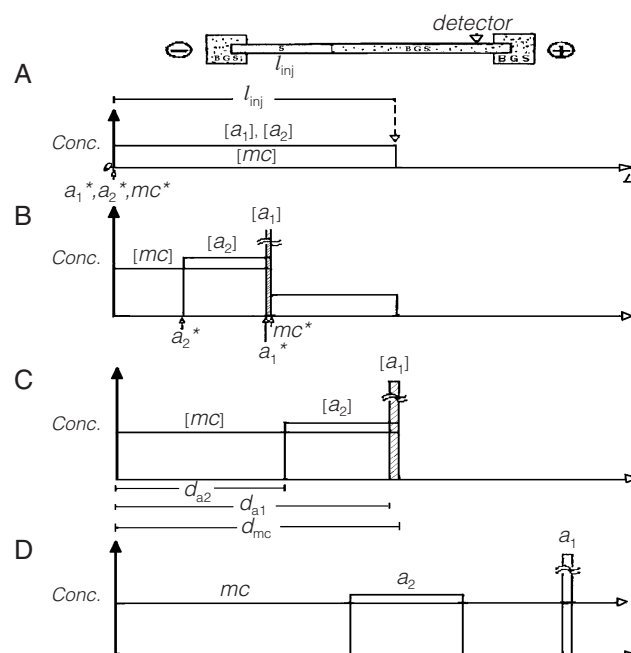 detector
S BGS
BGS BGS
l_inj
A
l_inj
[a₁], [a₂]
Conc.
[mc]
L
a₁*,a₂*,mc*
B
[a₁]
[a₂]
[mc]
Conc.
mc*
a₂*
a₁*
C
[a₁]
[a₂]
[mc]
Conc.
d_a2
d_a1
d_mc
D
a₁
a₂
mc
Conc.